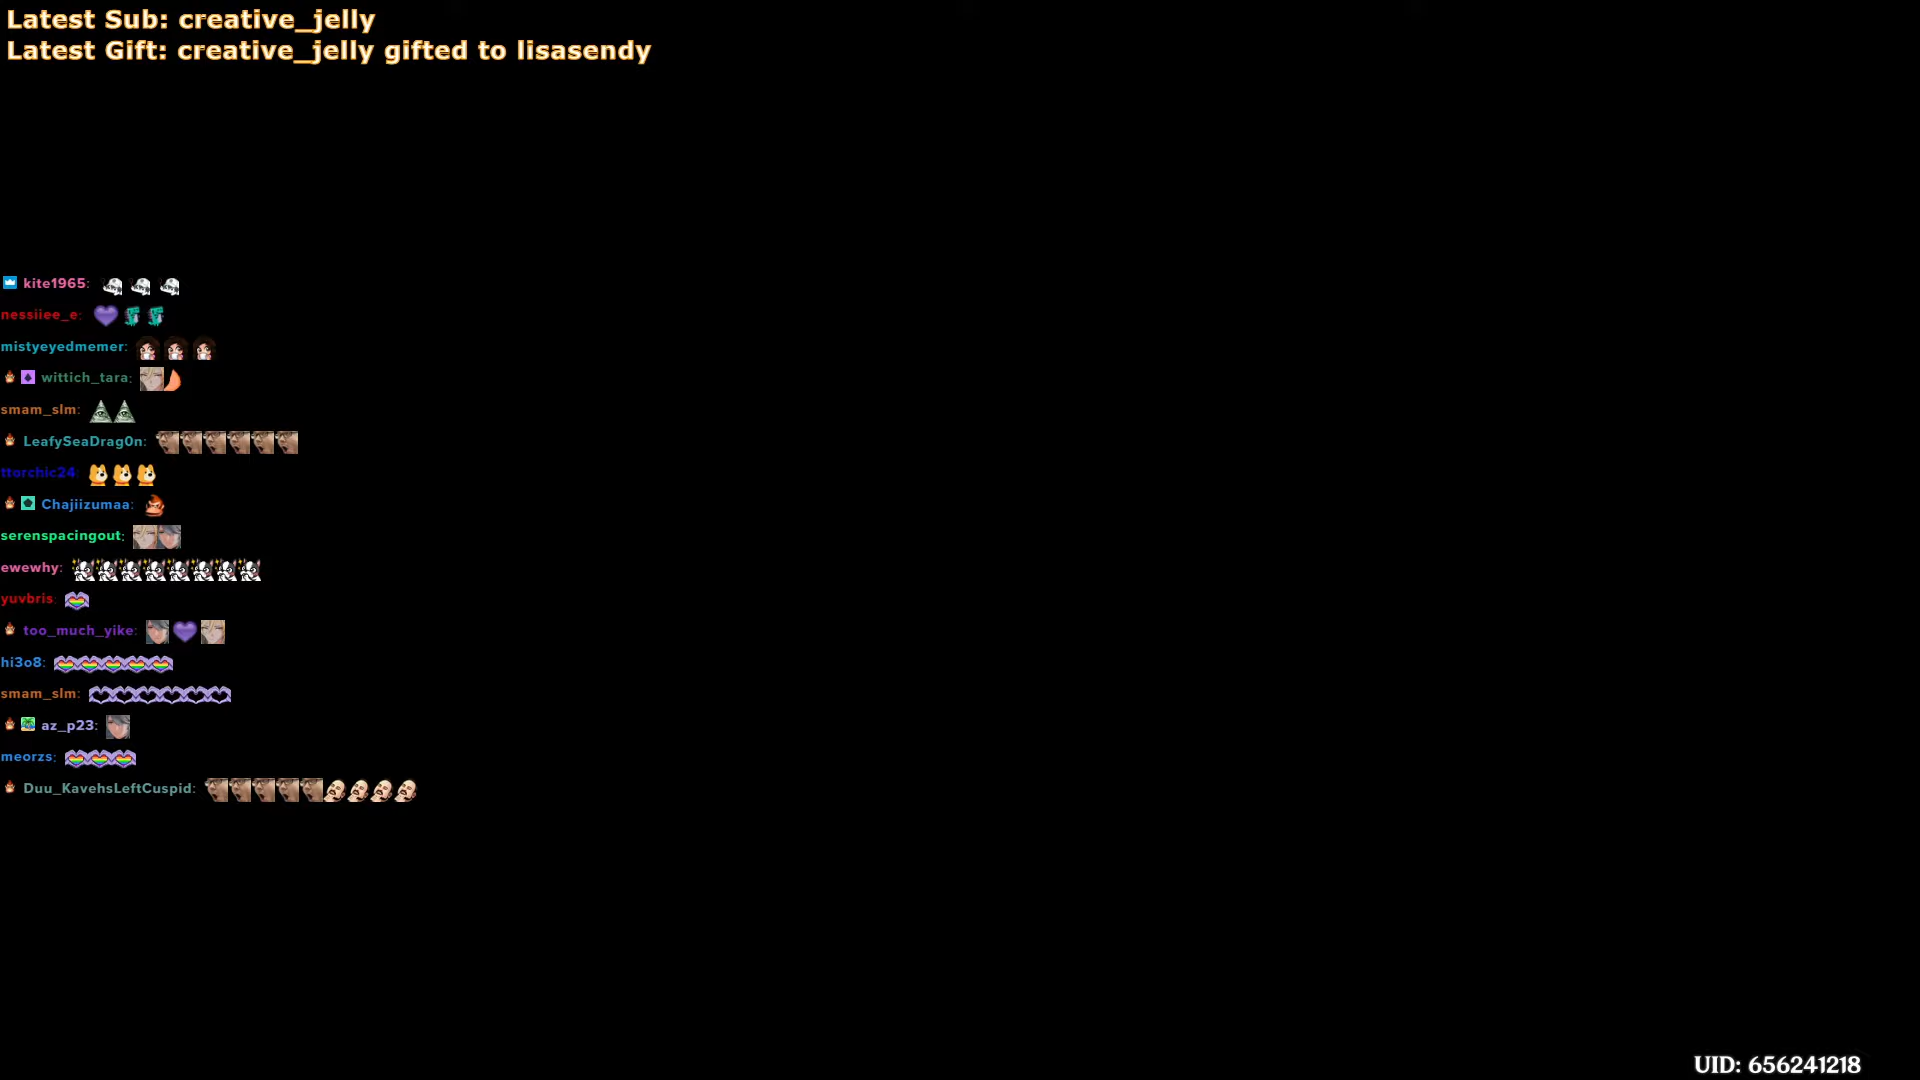 Latest Sub: creative_jelly
Latest Gift: creative_jelly gifted to lisasendy
kite1965:
nessiiee_e:
mistyeyedmemer:
wittich_tara:
smam_slm:
LeafySeaDrag0n:
ttorchic24:
Chajiizumaa:
serenspacingout:
ewewhy:
yuvbris:
too_much_yike:
hi3o8:
smam_slm:
az_p23:
meorzs:
Duu_KavehsLeftCuspid:
UID: 656241218